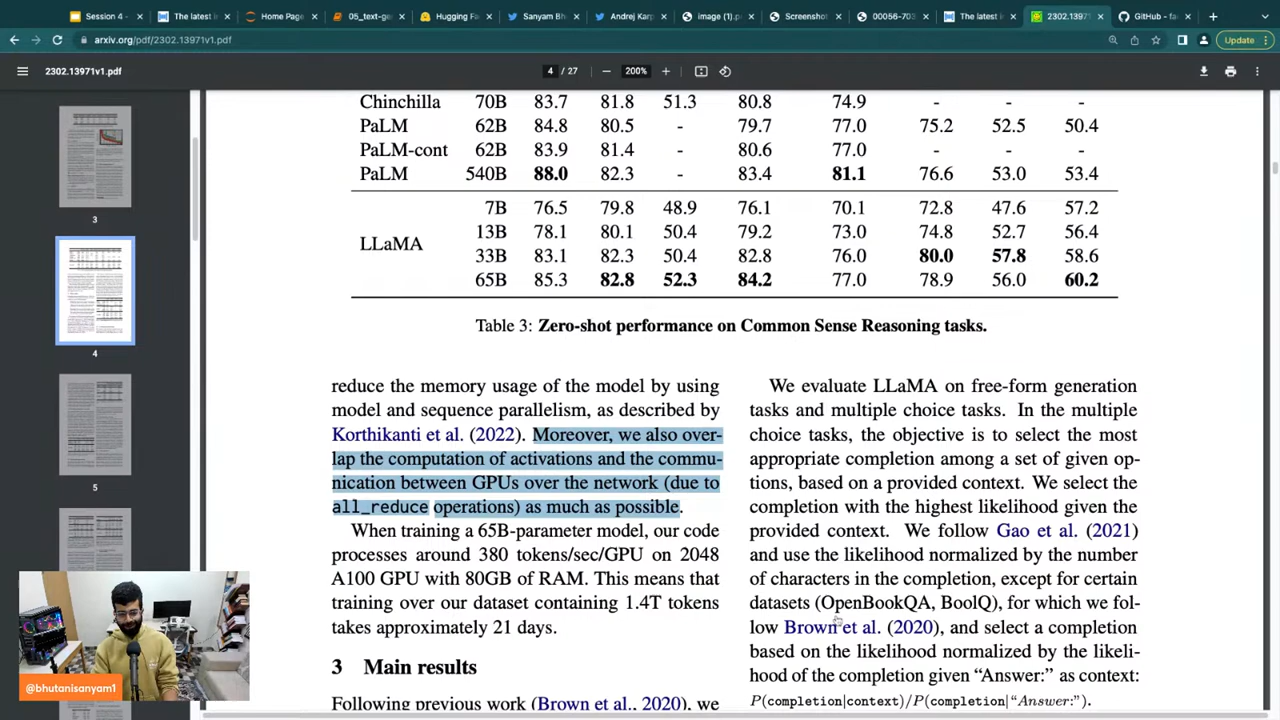 Session 4
The latest i
Home Page
05_text-ge
Hugging Fa
Sanyam Bh
Andrej Karp
image (1).p
Screenshot
00056-703
The latest i
2302.13971
GitHub - fa
arxiv.org/pdf/2302.13971v1.pdf
Update
2302.13971v1.pdf
4 / 27
200%
3
4
5
Chinchilla 70B 83.7 81.8 51.3 80.8 74.9 - - -
PaLM 62B 84.8 80.5 - 79.7 77.0 75.2 52.5 50.4
PaLM-cont 62B 83.9 81.4 - 80.6 77.0 - - -
PaLM 540B 88.0 82.3 - 83.4 81.1 76.6 53.0 53.4
7B 76.5 79.8 48.9 76.1 70.1 72.8 47.6 57.2
13B 78.1 80.1 50.4 79.2 73.0 74.8 52.7 56.4
LLaMA
33B 83.1 82.3 50.4 82.8 76.0 80.0 57.8 58.6
65B 85.3 82.8 52.3 84.2 77.0 78.9 56.0 60.2
Table 3: Zero-shot performance on Common Sense Reasoning tasks.
reduce the memory usage of the model by using
model and sequence parallelism, as described by
Korthikanti et al. (2022). Moreover, we also over-
lap the computation of activations and the commu-
nication between GPUs over the network (due to
all_reduce operations) as much as possible.
When training a 65B-parameter model, our code
processes around 380 tokens/sec/GPU on 2048
A100 GPU with 80GB of RAM. This means that
training over our dataset containing 1.4T tokens
takes approximately 21 days.
3 Main results
Following previous work (Brown et al., 2020), we
We evaluate LLaMA on free-form generation
tasks and multiple choice tasks. In the multiple
choice tasks, the objective is to select the most
appropriate completion among a set of given op-
tions, based on a provided context. We select the
completion with the highest likelihood given the
provided context. We follow Gao et al. (2021)
and use the likelihood normalized by the number
of characters in the completion, except for certain
datasets (OpenBookQA, BoolQ), for which we fol-
low Brown et al. (2020), and select a completion
based on the likelihood normalized by the likeli-
hood of the completion given “Answer:” as context:
P(completion|context)/P(completion|“Answer:”).
@bhutanisanyam1